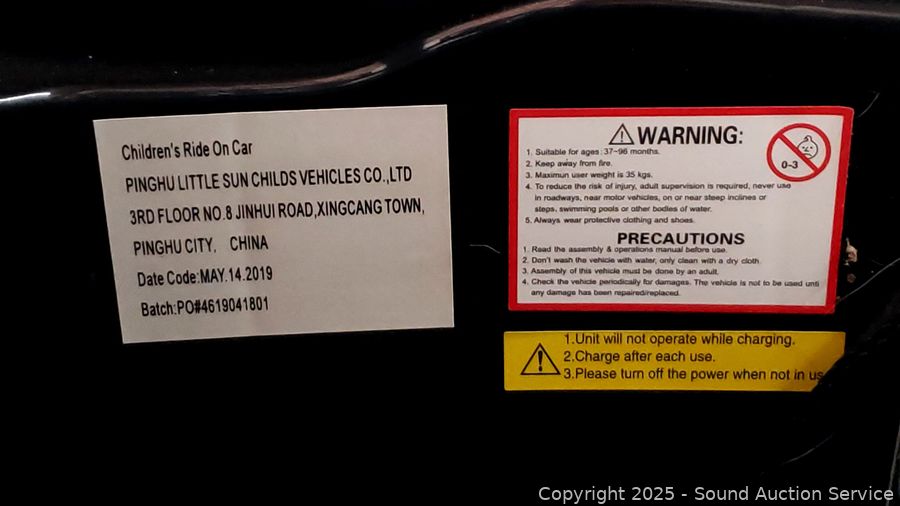 Children's Ride On Car
PINGHU LITTLE SUN CHILDS VEHICLES CO.,LTD
3RD FLOOR NO.8 JINHUI ROAD,XINGCANG TOWN,
PINGHU CITY, CHINA
Date Code:MAY.14.2019
Batch:PO#4619041801
WARNING:
1. Suitable for ages: 37~96 months.
2. Keep away from fire.
3. Maximun user weight is 35 kgs.
4. To reduce the risk of injury, adult supervision is required, never use
in roadways, near motor vehicles, on or near steep inclines or
steps, swimming pools or other bodies of water.
5. Always wear protective clothing and shoes.
0-3
PRECAUTIONS
1. Read the assembly & operations manual before use.
2. Don't wash the vehicle with water, only clean with a dry cloth.
3. Assembly of this vehicle must be done by an adult.
4. Check the vehicle periodically for damages. The vehicle is not to be used until
any damage has been repaired/replaced.
1.Unit will not operate while charging.
2.Charge after each use.
3.Please turn off the power when not in us
Copyright 2025 - Sound Auction Service